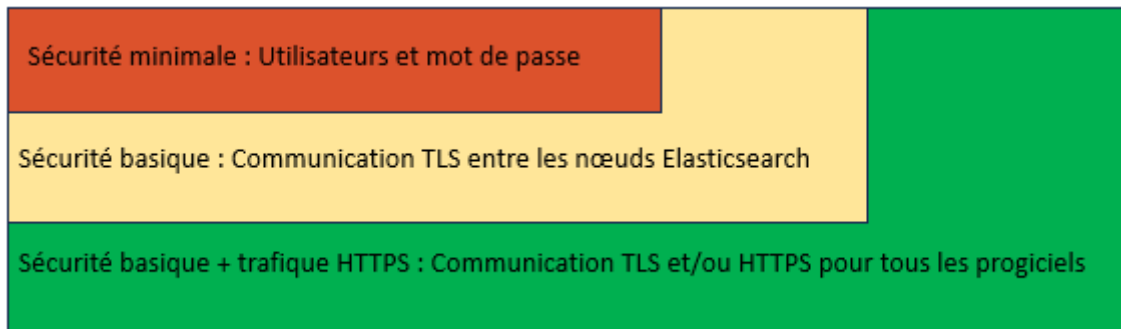 Sécurité minimale : Utilisateurs et mot de passe
Sécurité basique : Communication TLS entre les nœuds Elasticsearch
Sécurité basique + trafique HTTPS : Communication TLS et/ou HTTPS pour tous les progiciels